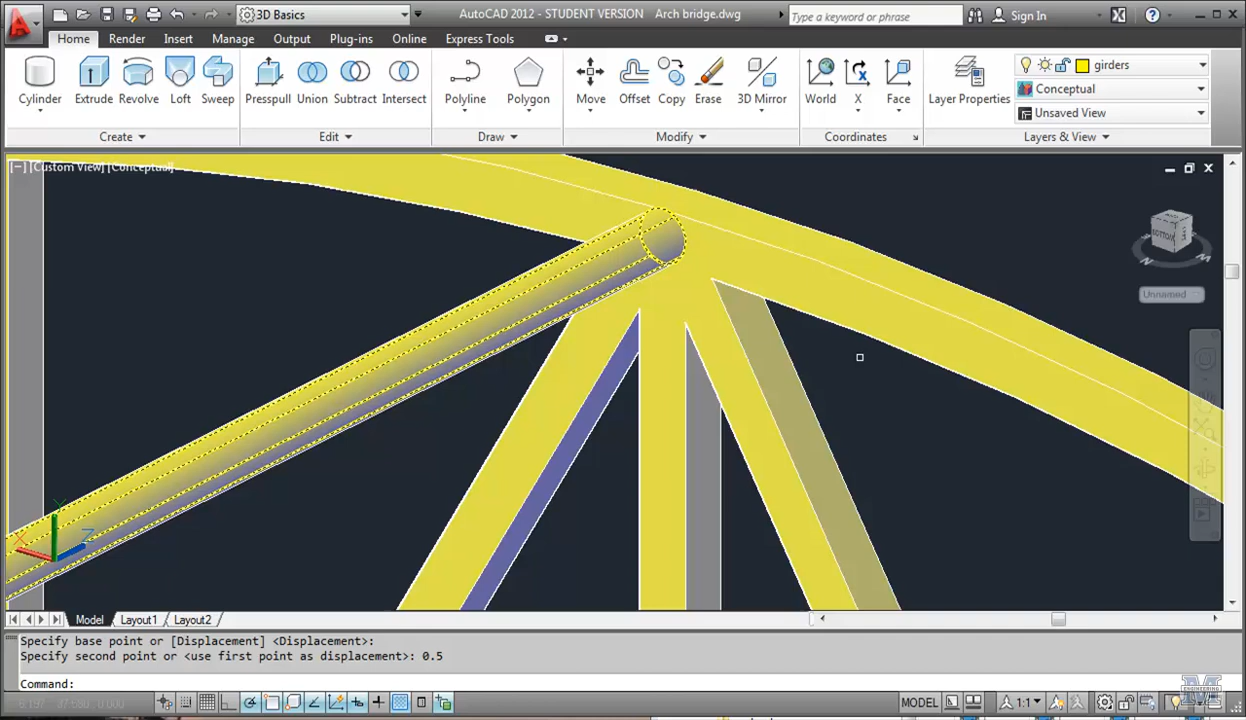 3D Basics
AutoCAD 2012 - STUDENT VERSION Arch bridge.dwg
Type a keyword or phrase
Sign In
Home Render Insert Manage Output Plug-ins Online Express Tools
Cylinder Extrude Revolve Loft Sweep Presspull Union Subtract Intersect Polyline Polygon Move Offset Copy Erase 3D Mirror World X Face Layer Properties
girders
Conceptual
Unsaved View
Create Edit Draw Modify Coordinates Layers & View
[−][Custom View][Conceptual]
BOTTOM
N
Unnamed
X Y Z
Model Layout1 Layout2
Specify base point or [Displacement] <Displacement>:
Specify second point or <use first point as displacement>: 0.5
Command:
MODEL 1:1
ENGINEERING